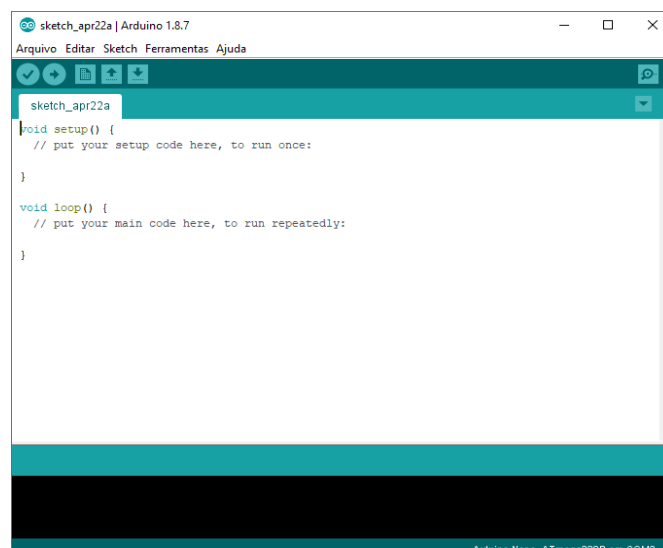 sketch_apr22a | Arduino 1.8.7
Arquivo Editar Sketch Ferramentas Ajuda
sketch_apr22a
void setup() {
  // put your setup code here, to run once:
}
void loop() {
  // put your main code here, to run repeatedly:
}